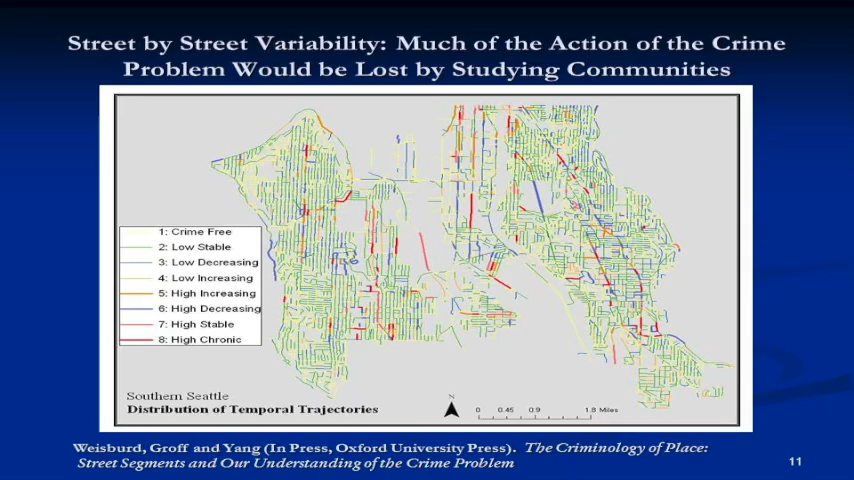 Street by Street Variability: Much of the Action of the Crime
Problem Would be Lost by Studying Communities
1: Crime Free
2: Low Stable
3: Low Decreasing
4: Low Increasing
5: High Increasing
6: High Decreasing
7: High Stable
8: High Chronic
Southern Seattle
Distribution of Temporal Trajectories
N
0 0.45 0.9 1.8 Miles
Weisburd, Groff and Yang (In Press, Oxford University Press). The Criminology of Place:
Street Segments and Our Understanding of the Crime Problem
11